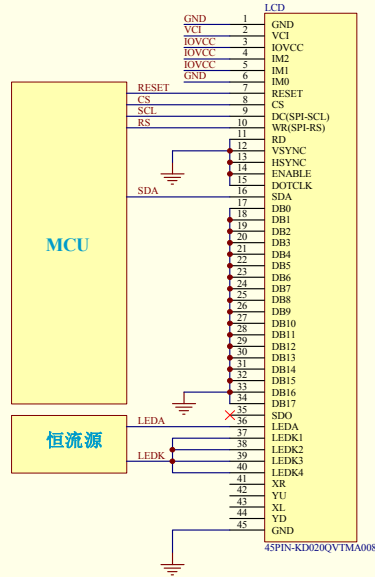 LCD
GND 1 GND
VCI 2 VCI
IOVCC 3 IOVCC
IOVCC 4 IM2
IOVCC 5 IM1
GND 6 IM0
RESET 7 RESET
CS 8 CS
SCL 9 DC(SPI-SCL)
RS 10 WR(SPI-RS)
11 RD
12 VSYNC
13 HSYNC
14 ENABLE
15 DOTCLK
SDA 16 SDA
17 DB0
18 DB1
19 DB2
20 DB3
21 DB4
MCU
22 DB5
23 DB6
24 DB7
25 DB8
26 DB9
27 DB10
28 DB11
29 DB12
30 DB13
31 DB14
32 DB15
33 DB16
34 DB17
35 SDO
LEDA 36 LEDA
37 LEDK1
恒流源
38 LEDK2
LEDK 39 LEDK3
40 LEDK4
41 XR
42 YU
43 XL
44 YD
45 GND
45PIN-KD020QVTMA008